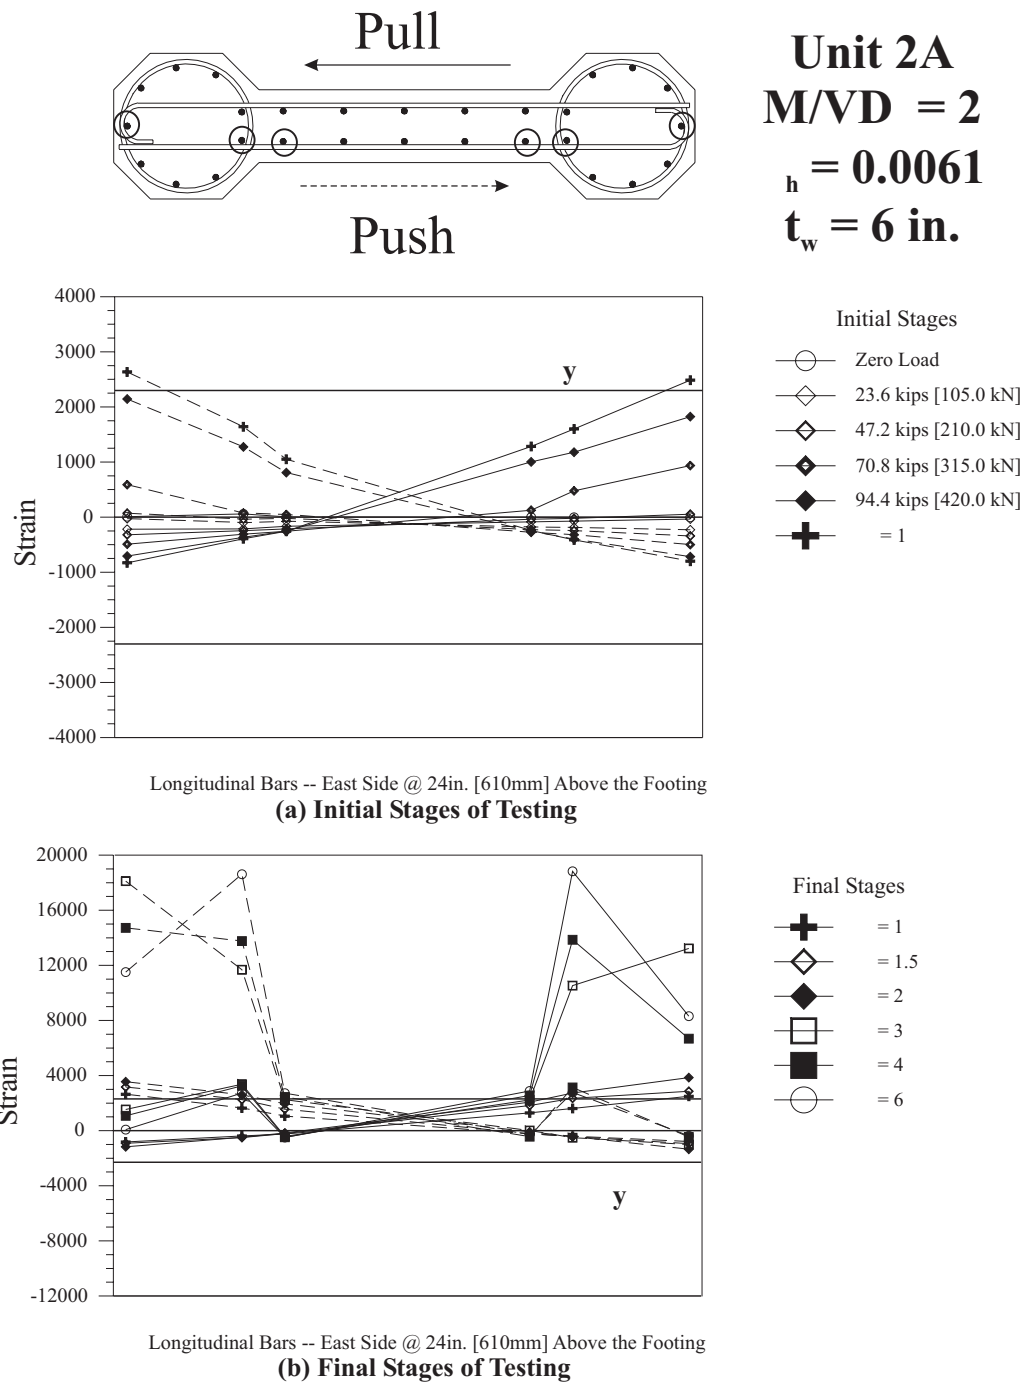 Pull
Push
Unit 2A
M/VD = 2
h = 0.0061
tw = 6 in.
4000
3000
2000
1000
0
-1000
-2000
-3000
-4000
Strain
y
Initial Stages
Zero Load
23.6 kips [105.0 kN]
47.2 kips [210.0 kN]
70.8 kips [315.0 kN]
94.4 kips [420.0 kN]
= 1
Longitudinal Bars -- East Side @ 24in. [610mm] Above the Footing
(a) Initial Stages of Testing
20000
16000
12000
8000
4000
0
-4000
-8000
-12000
Strain
y
Final Stages
= 1
= 1.5
= 2
= 3
= 4
= 6
Longitudinal Bars -- East Side @ 24in. [610mm] Above the Footing
(b) Final Stages of Testing